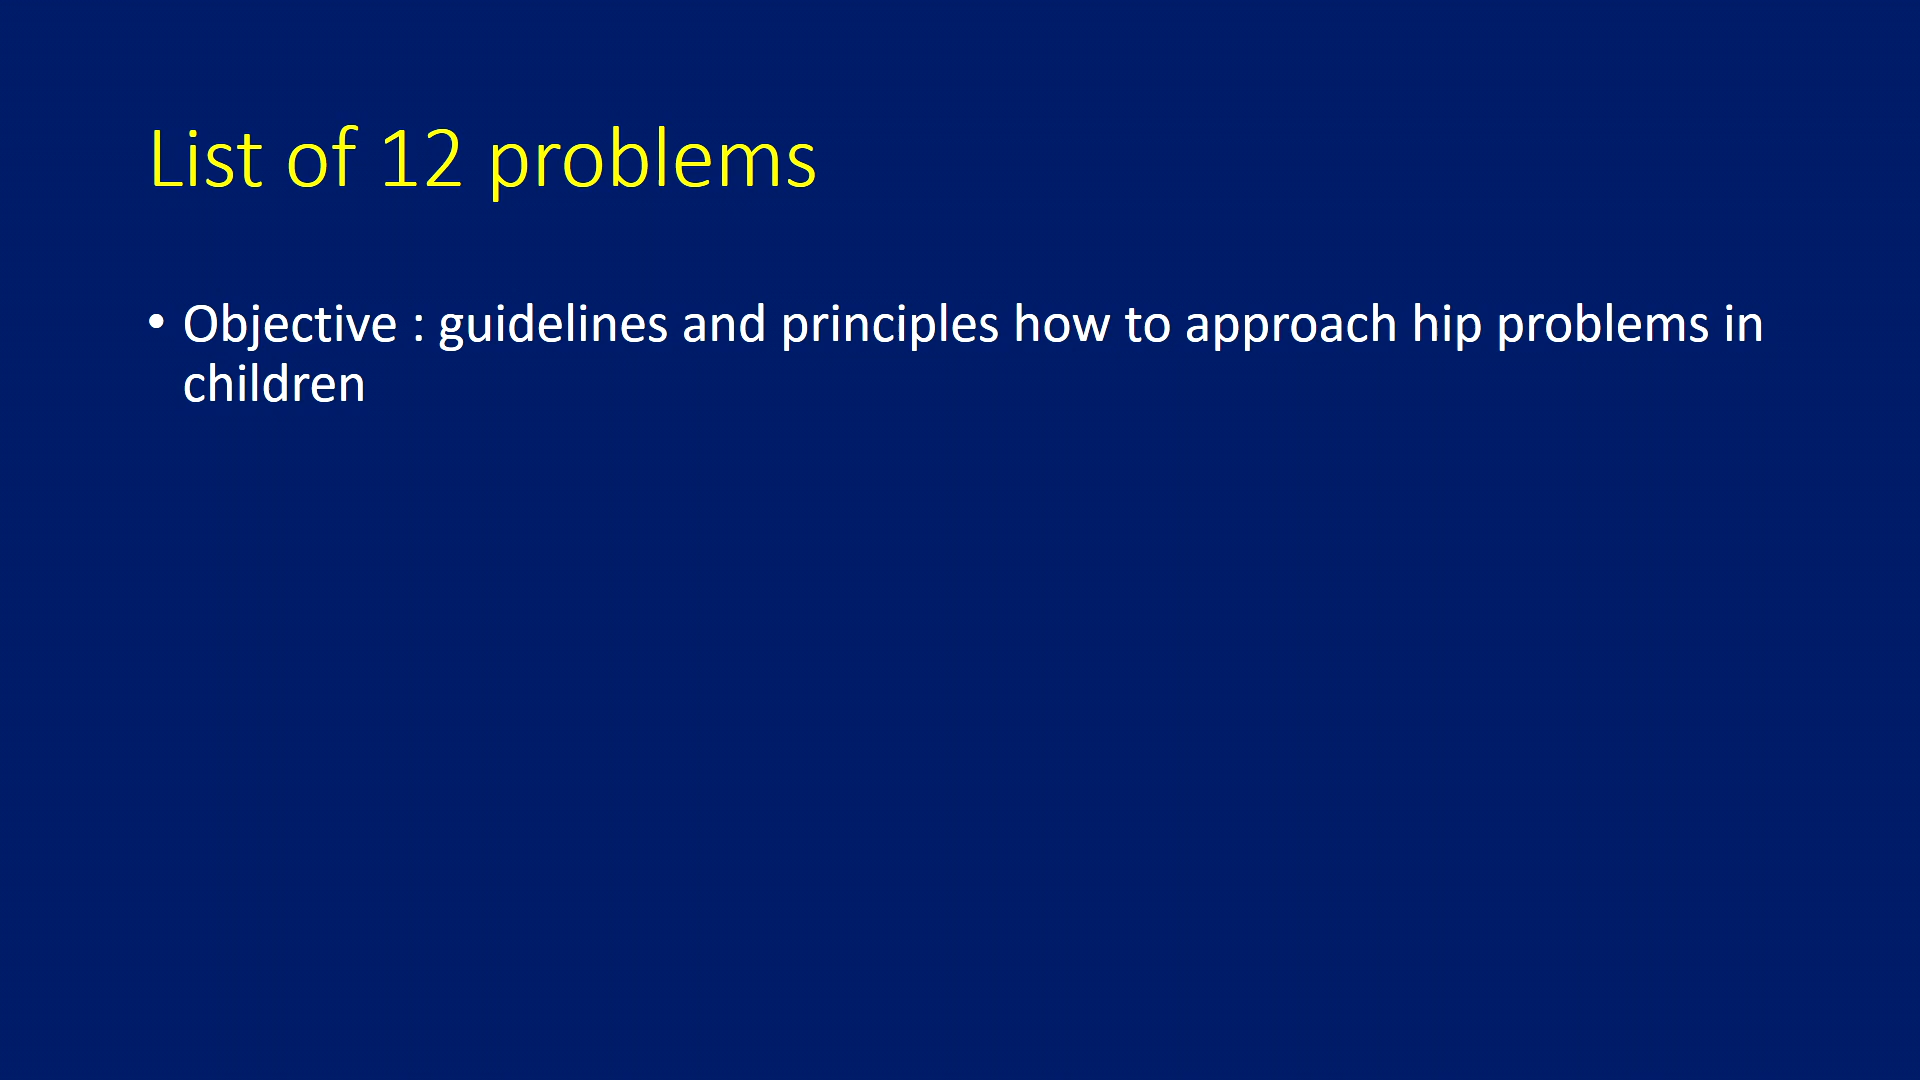 List of 12 problems
• Objective : guidelines and principles how to approach hip problems in
children